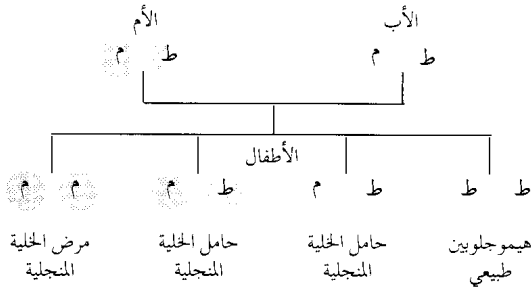 الأب
الأم
ط م
ط م
الأطفال
ط ط
ط م
ط م
م م
هيموجلوبين
طبيعي
حامل الخلية
المنجلية
حامل الخلية
المنجلية
مرض الخلية
المنجلية